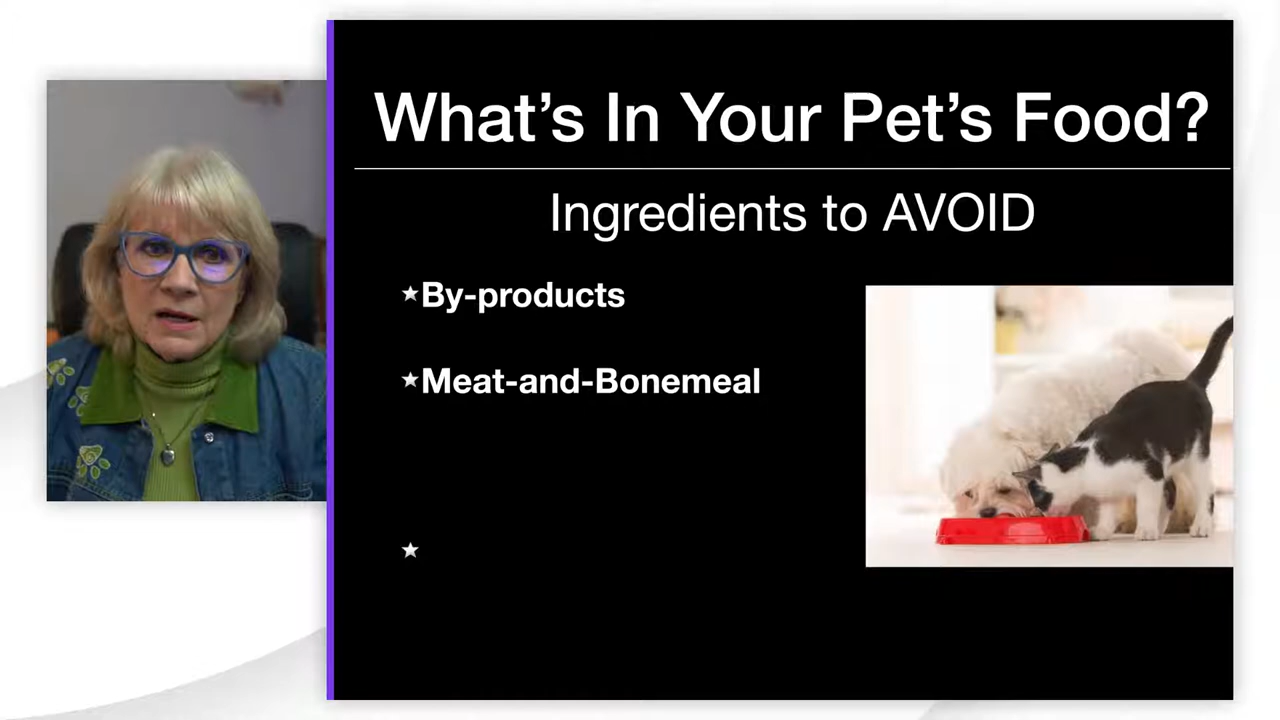 What's In Your Pet's Food?
Ingredients to AVOID
★By-products
★Meat-and-Bonemeal
★